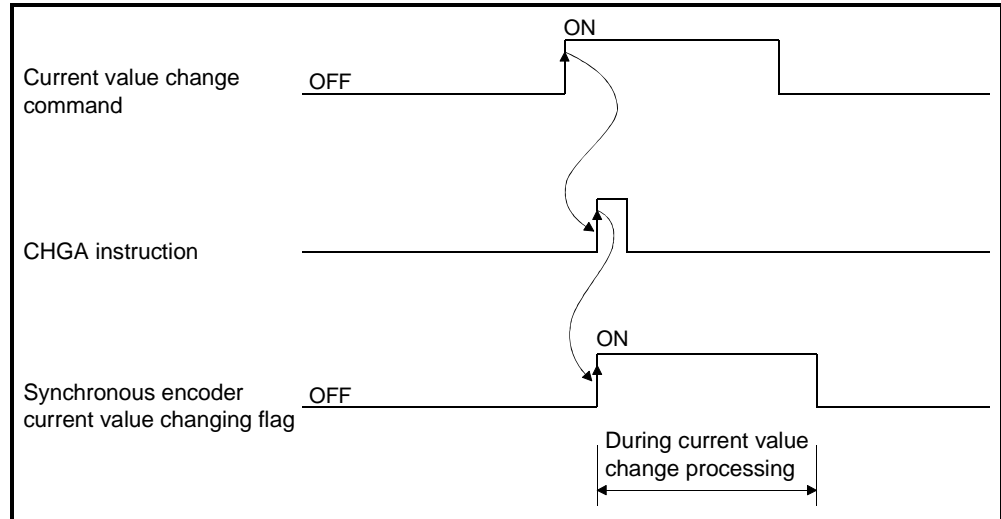 ON
Current value change
command
OFF
CHGA instruction
ON
Synchronous encoder
current value changing flag
OFF
During current value
change processing